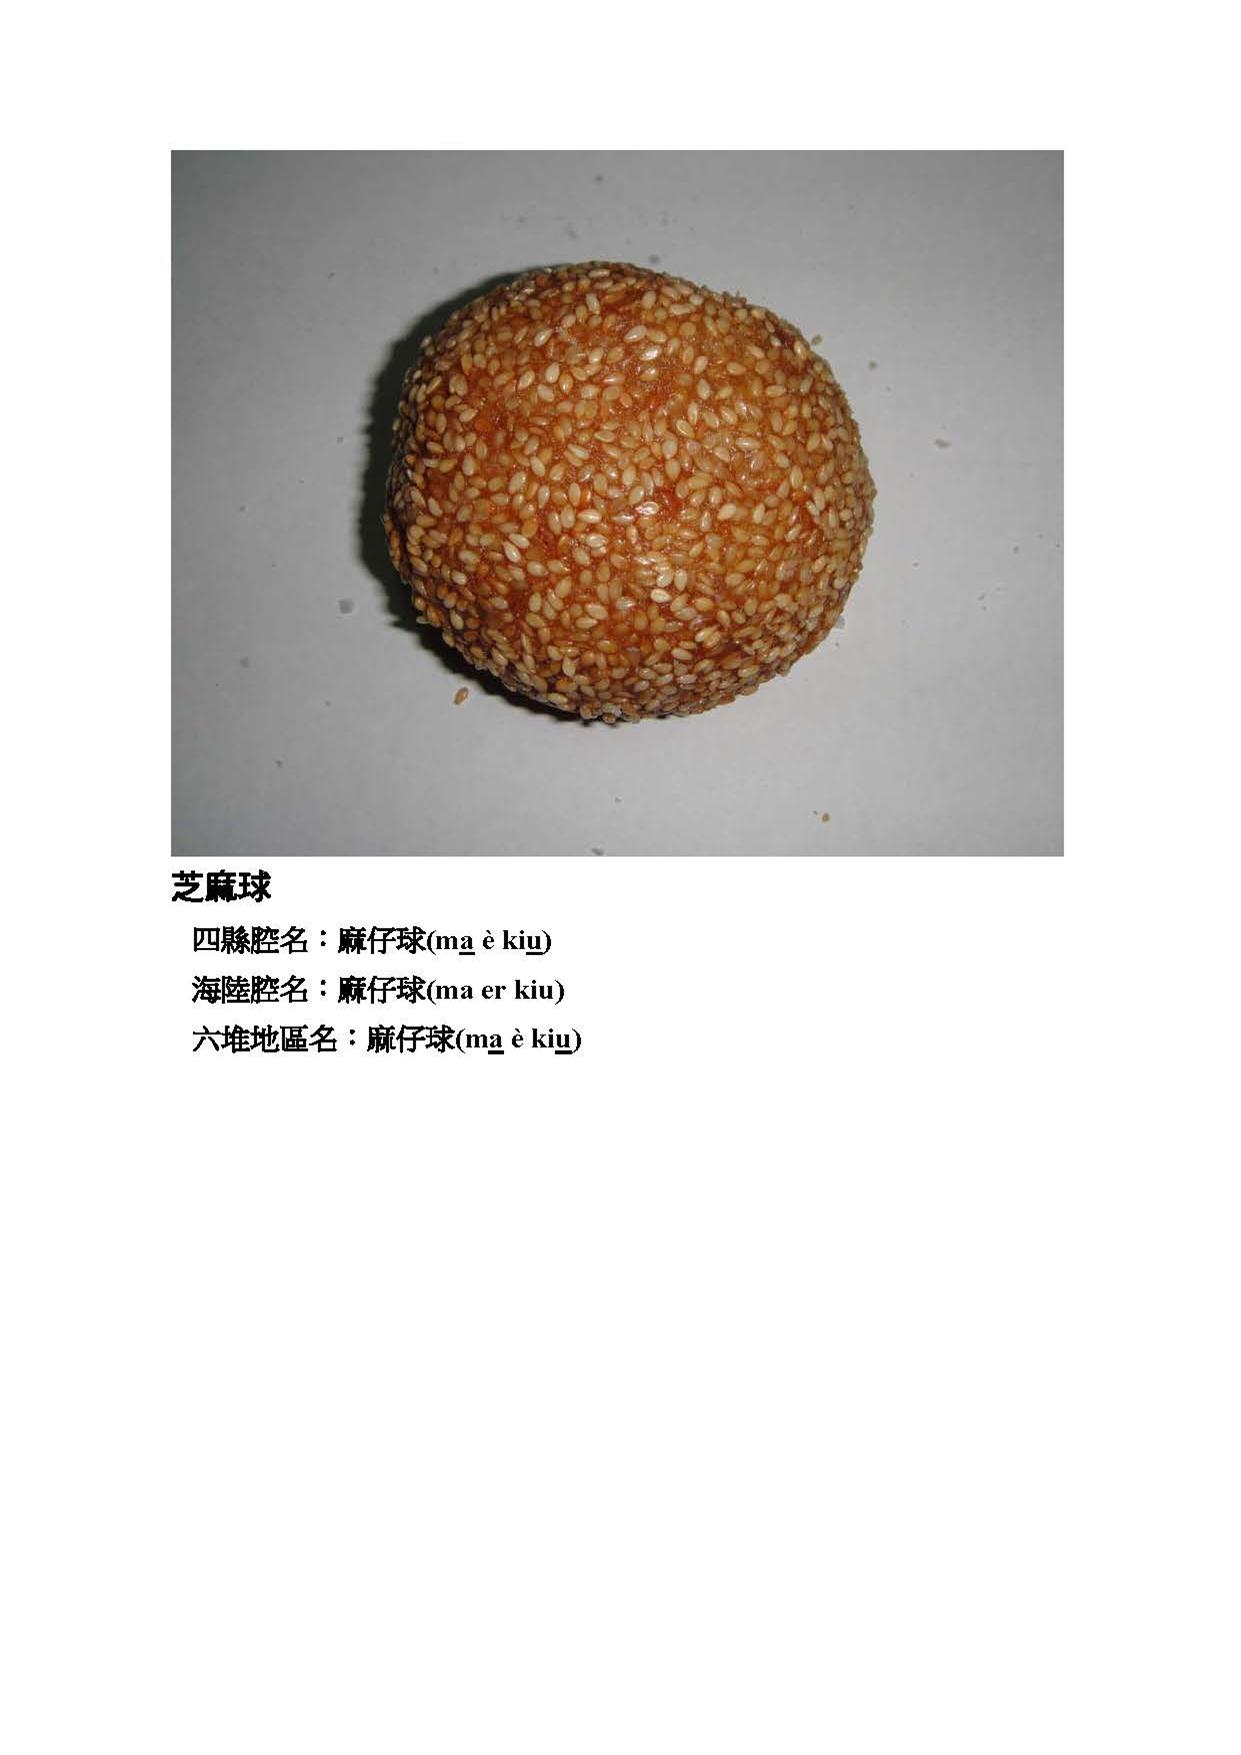 芝麻球
四縣腔名：麻仔球(ma̲ è kiu̲)
海陸腔名：麻仔球(ma er kiu)
六堆地區名：麻仔球(ma̲ è kiu̲)